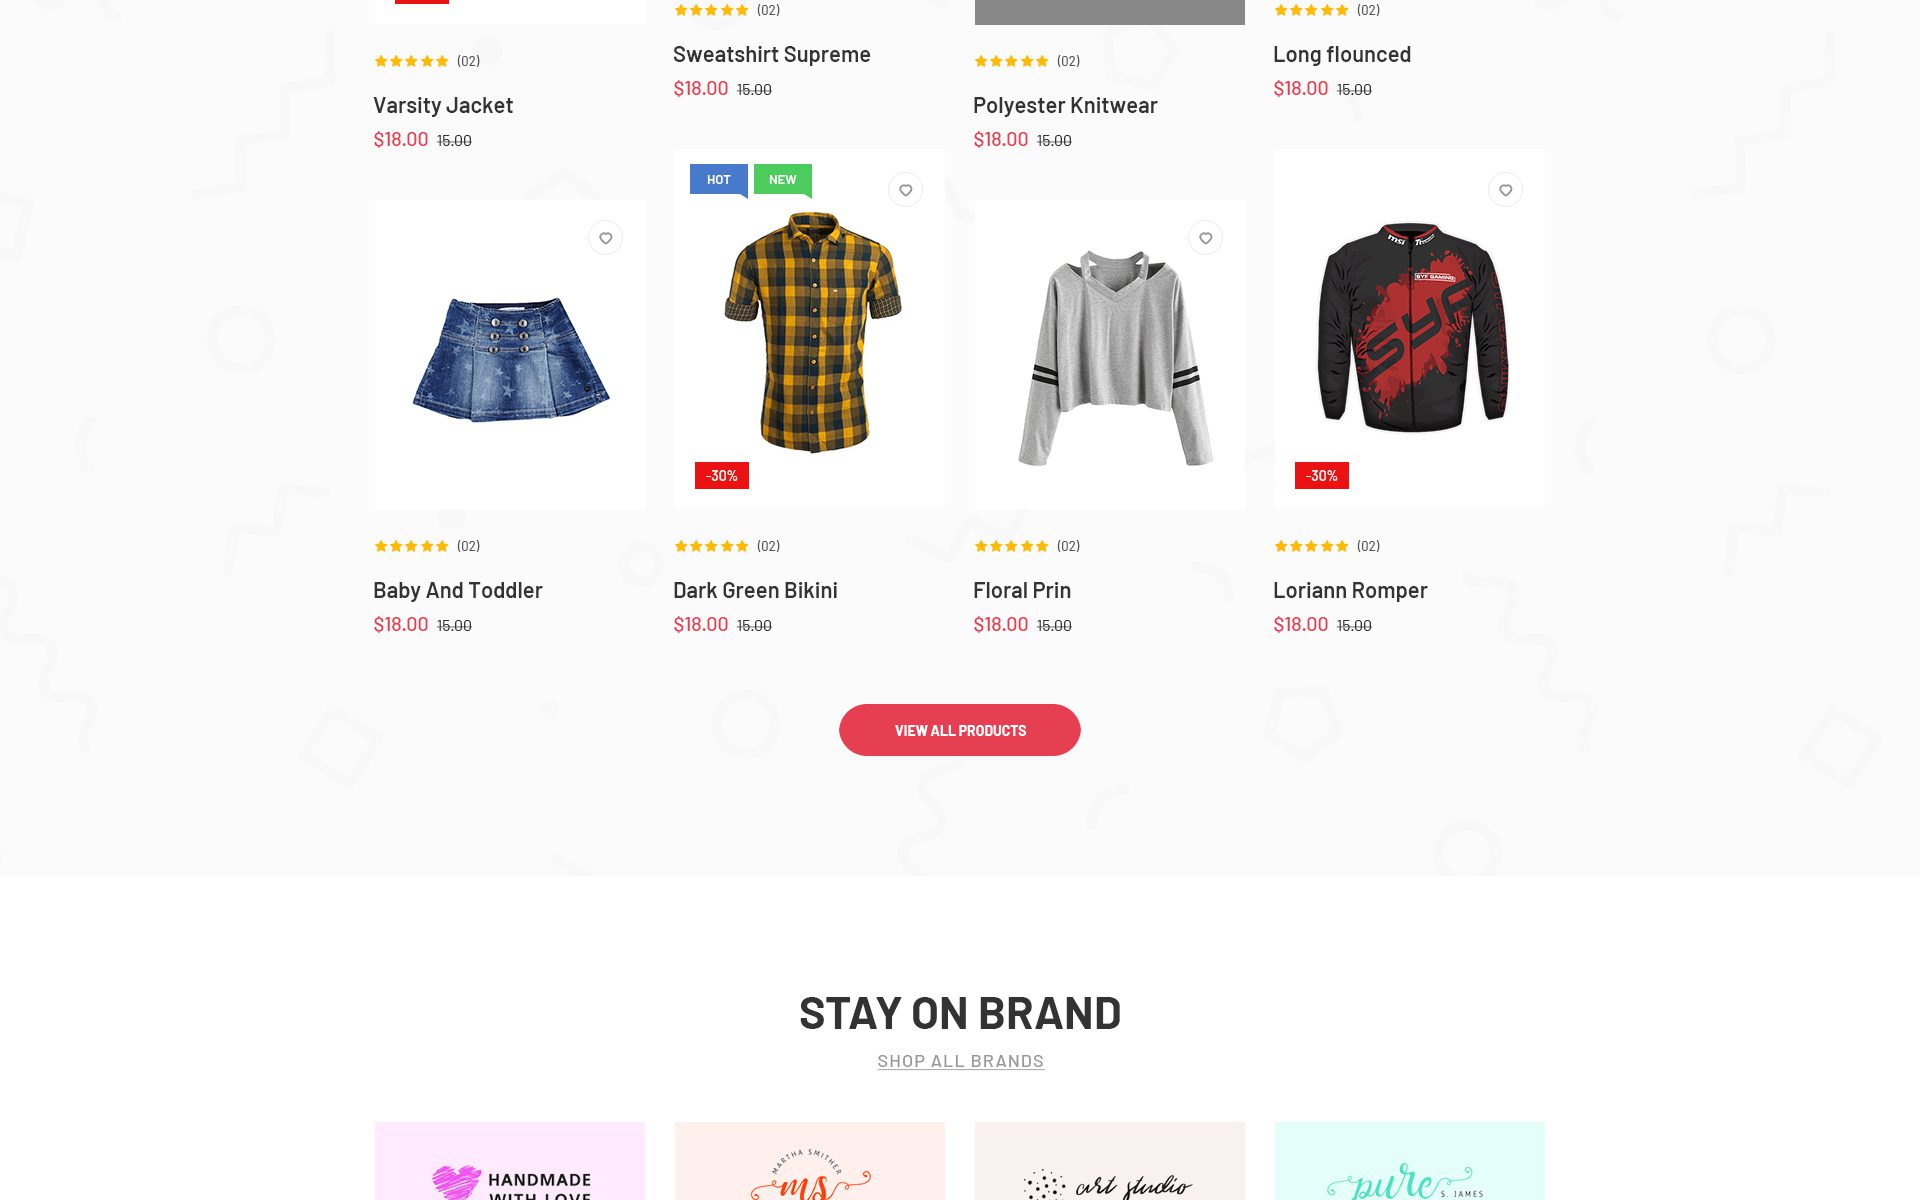 (02)
(02)
(02)
(02)
Sweatshirt Supreme
Long flounced
$18.00 15.00
$18.00 15.00
Varsity Jacket
Polyester Knitwear
$18.00 15.00
$18.00 15.00
HOT
NEW
msi
SYF GAMING
SYF
-30%
-30%
(02)
(02)
(02)
(02)
Baby And Toddler
Dark Green Bikini
Floral Prin
Loriann Romper
$18.00 15.00
$18.00 15.00
$18.00 15.00
$18.00 15.00
VIEW ALL PRODUCTS
STAY ON BRAND
SHOP ALL BRANDS
HANDMADE
WITH LOVE
MARTHA SMITHER
ms
art studio
pure
S. JAMES